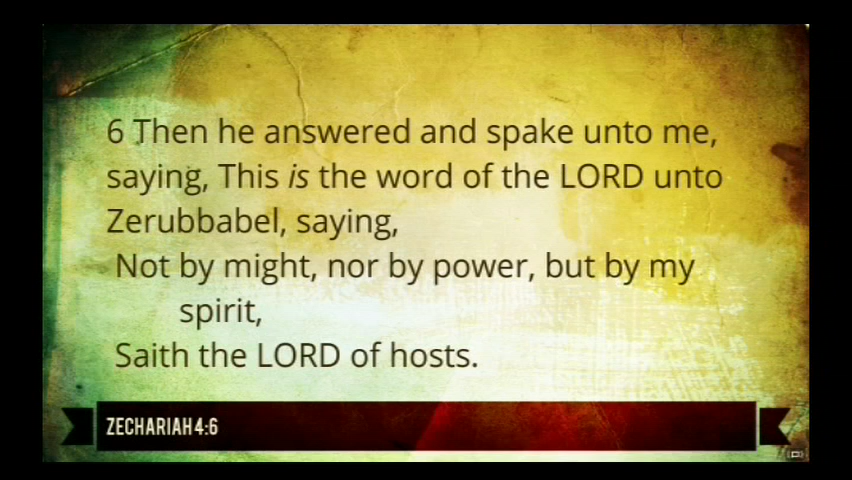 6 Then he answered and spake unto me,
saying, This is the word of the LORD unto
Zerubbabel, saying,
Not by might, nor by power, but by my
spirit,
Saith the LORD of hosts.
ZECHARIAH 4:6